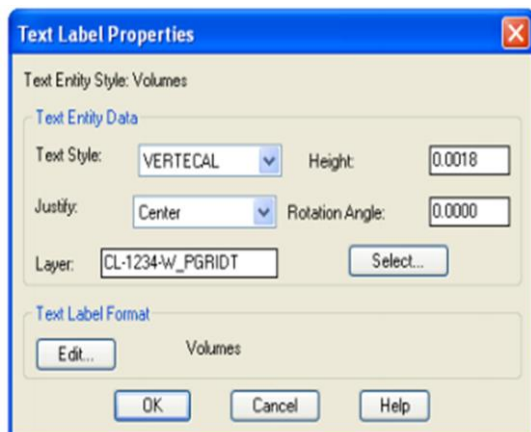 Text Label Properties
Text Entity Style: Volumes
Text Entity Data
Text Style: VERTECAL Height: 0.0018
Justify: Center Rotation Angle: 0.0000
Layer: CL-1234-W_PGRIDT Select...
Text Label Format
Edit... Volumes
OK Cancel Help